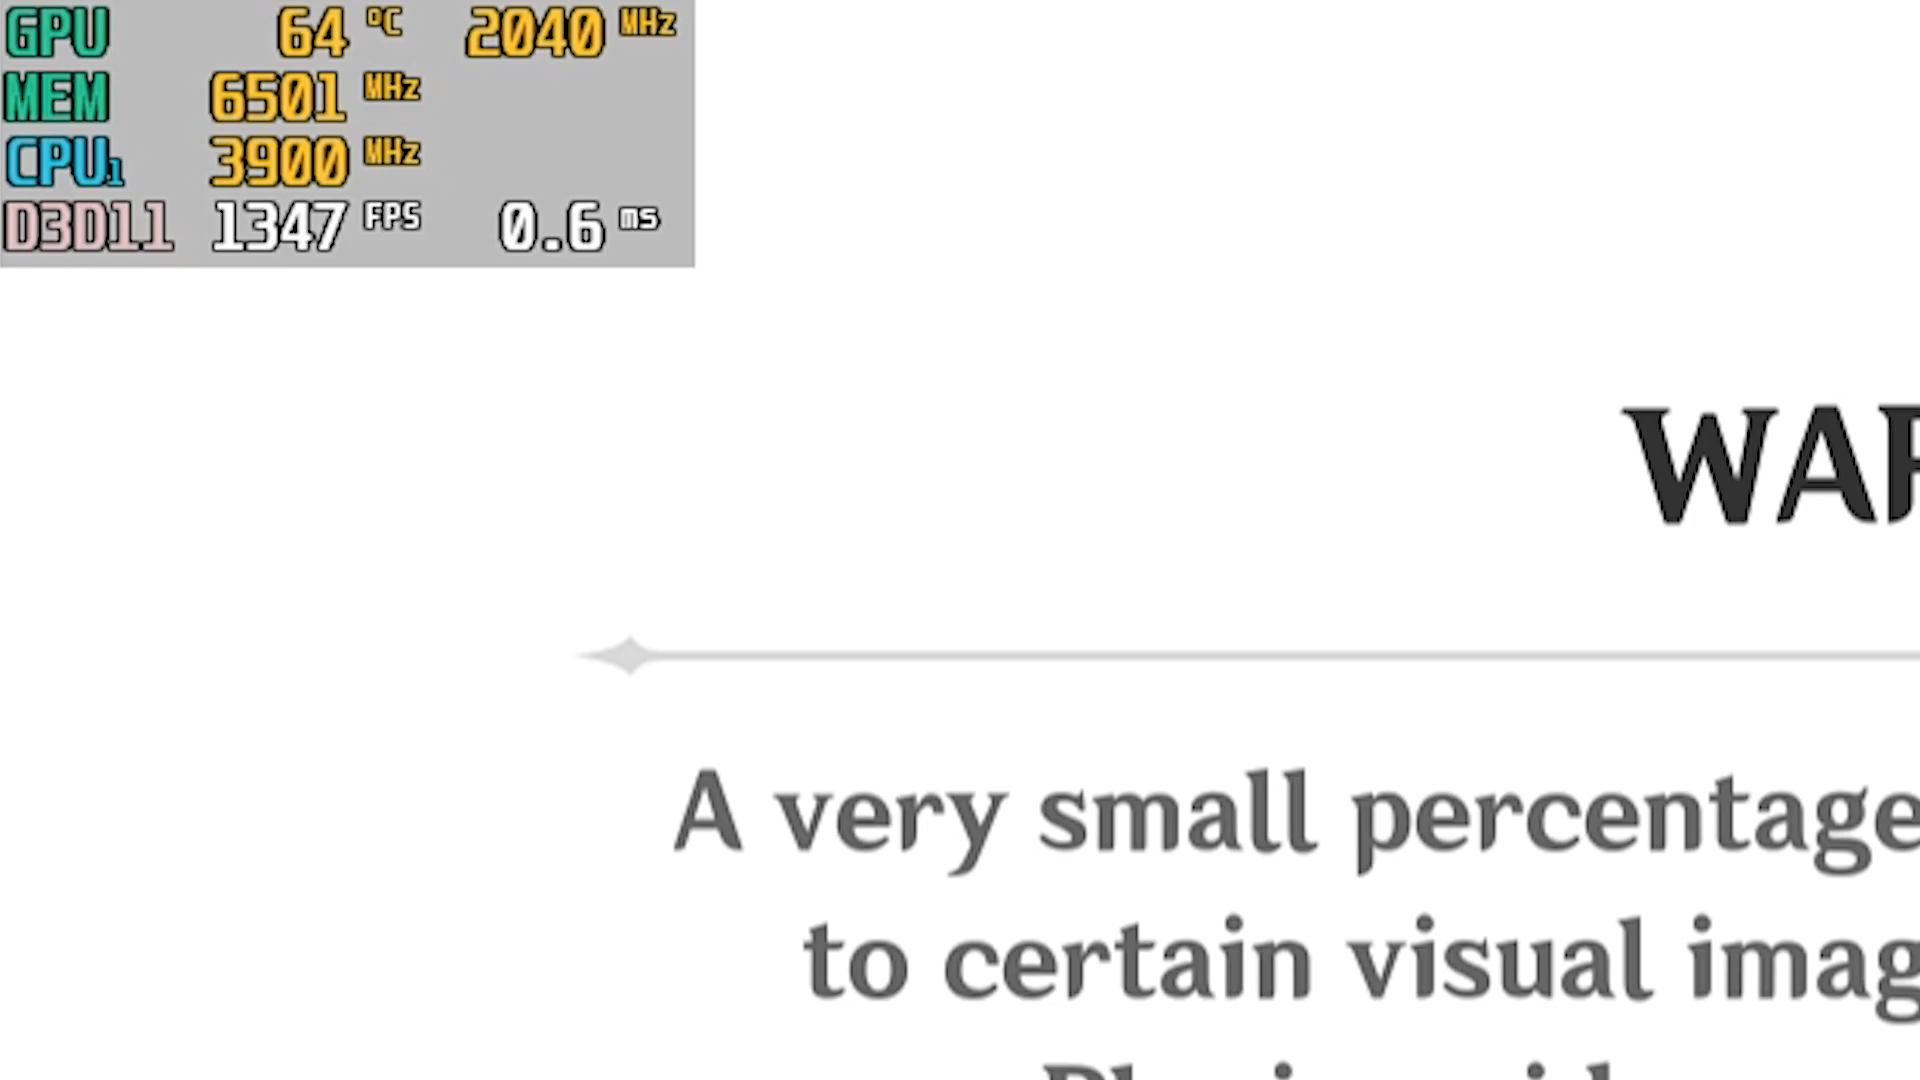 GPU 64 °C 2040 MHz
MEM 6501 MHz
CPU1 3900 MHz
D3D11 1347 FPS 0.6 ms
WAR
A very small percentage
to certain visual imag